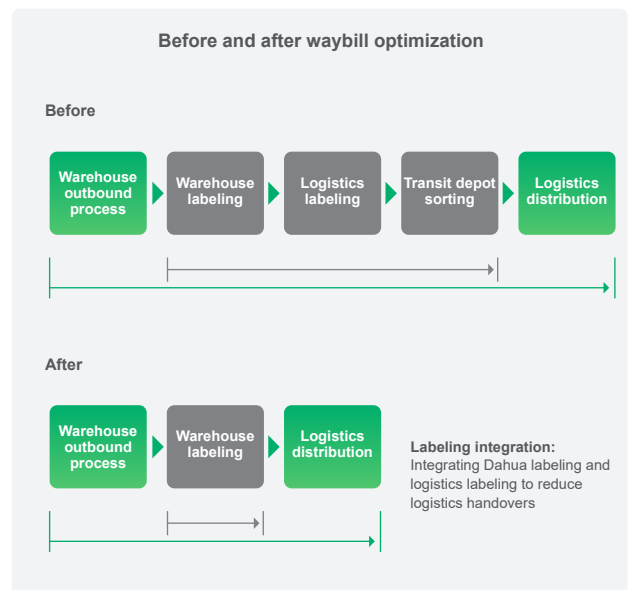 Before and after waybill optimization
Before
Warehouse
outbound
process
Warehouse
labeling
Logistics
labeling
Transit depot
sorting
Logistics
distribution
After
Warehouse
outbound
process
Warehouse
labeling
Logistics
distribution
Labeling integration:
Integrating Dahua labeling and
logistics labeling to reduce
logistics handovers